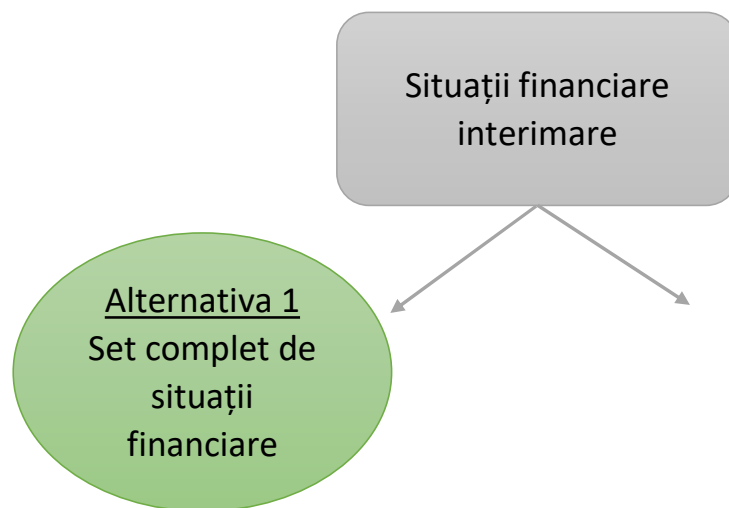 Situații financiare
interimare
Alternativa 1
Set complet de
situații
financiare